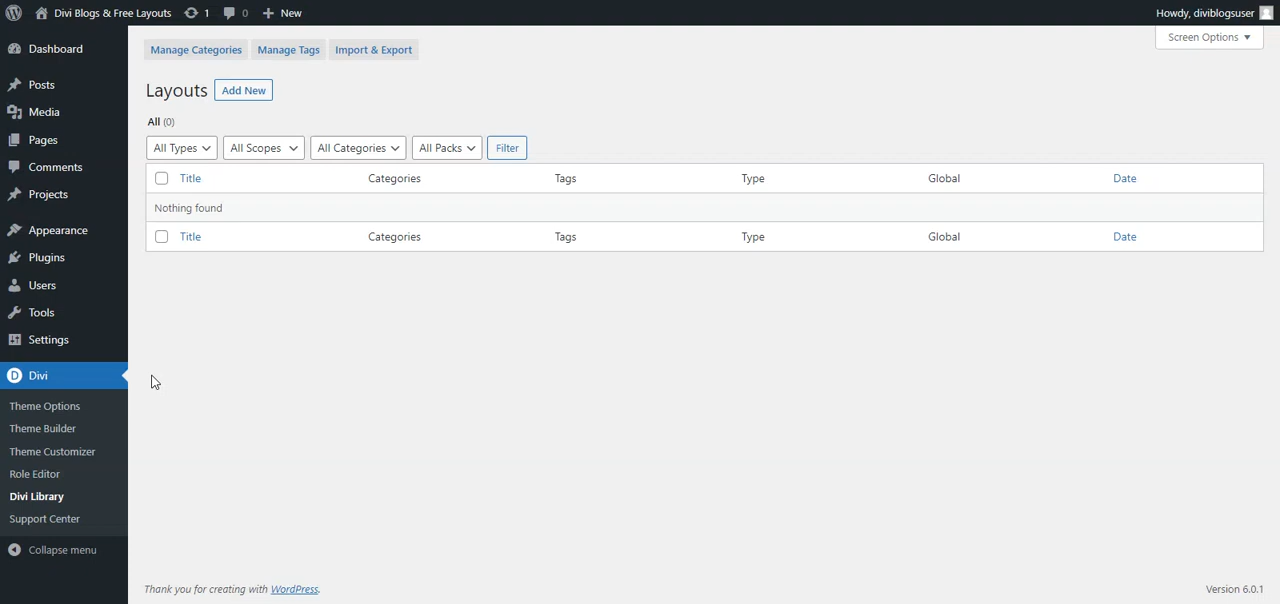 Divi Blogs & Free Layouts 1 0 New Howdy, diviblogsuser
Screen Options
Dashboard
Posts
Media
Pages
Comments
Projects
Appearance
Plugins
Users
Tools
Settings
Divi
Theme Options
Theme Builder
Theme Customizer
Role Editor
Divi Library
Support Center
Collapse menu
Manage Categories Manage Tags Import & Export
Layouts Add New
All (0)
All Types All Scopes All Categories All Packs Filter
Title Categories Tags Type Global Date
Nothing found
Title Categories Tags Type Global Date
Thank you for creating with WordPress. Version 6.0.1